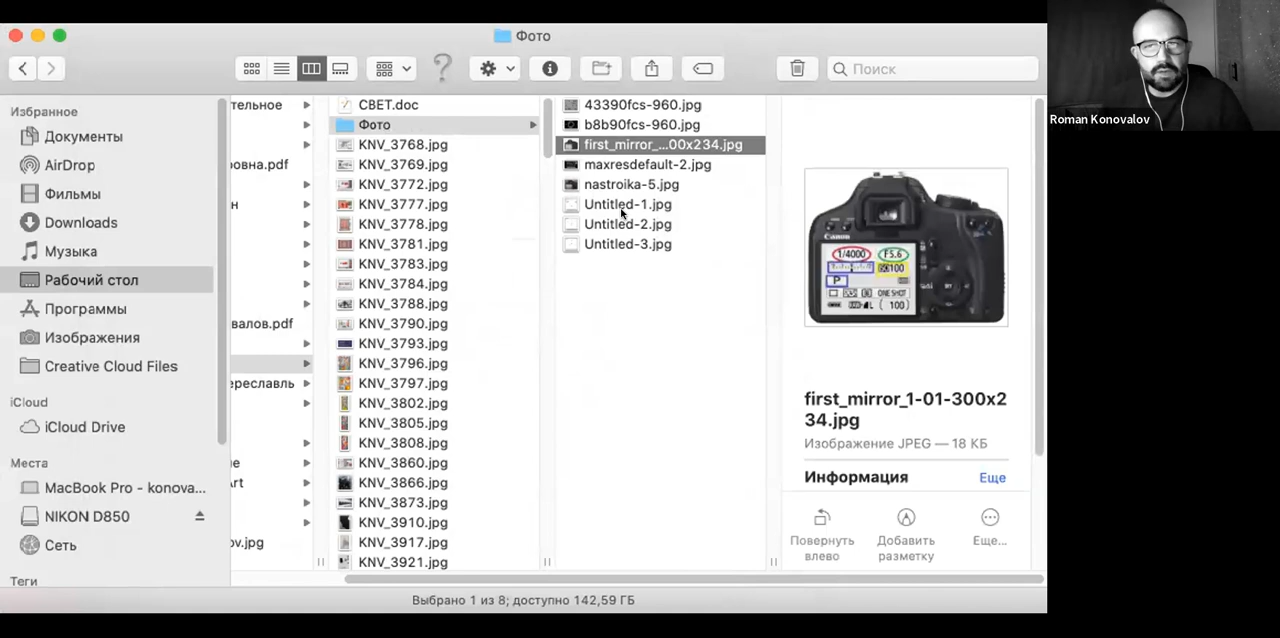 Фото
Поиск
Избранное
Документы
AirDrop
Фильмы
Downloads
Музыка
Рабочий стол
Программы
Изображения
Creative Cloud Files
iCloud
iCloud Drive
Места
MacBook Pro - konova...
NIKON D850
Сеть
Теги
тельное
овна.pdf
н
валов.pdf
ереславль
е
rt
ov.jpg
СВЕТ.doc
Фото
KNV_3768.jpg
KNV_3769.jpg
KNV_3772.jpg
KNV_3777.jpg
KNV_3778.jpg
KNV_3781.jpg
KNV_3783.jpg
KNV_3784.jpg
KNV_3788.jpg
KNV_3790.jpg
KNV_3793.jpg
KNV_3796.jpg
KNV_3797.jpg
KNV_3802.jpg
KNV_3805.jpg
KNV_3808.jpg
KNV_3860.jpg
KNV_3866.jpg
KNV_3873.jpg
KNV_3910.jpg
KNV_3917.jpg
KNV_3921.jpg
43390fcs-960.jpg
b8b90fcs-960.jpg
first_mirror_...00x234.jpg
maxresdefault-2.jpg
nastroika-5.jpg
Untitled-1.jpg
Untitled-2.jpg
Untitled-3.jpg
Canon
1/4000 F5.6
ISO 100
P
ONE SHOT
( 100)
first_mirror_1-01-300x2
34.jpg
Изображение JPEG — 18 КБ
Информация Еще
Повернуть
влево
Добавить
разметку
Еще...
Выбрано 1 из 8; доступно 142,59 ГБ
Roman Konovalov